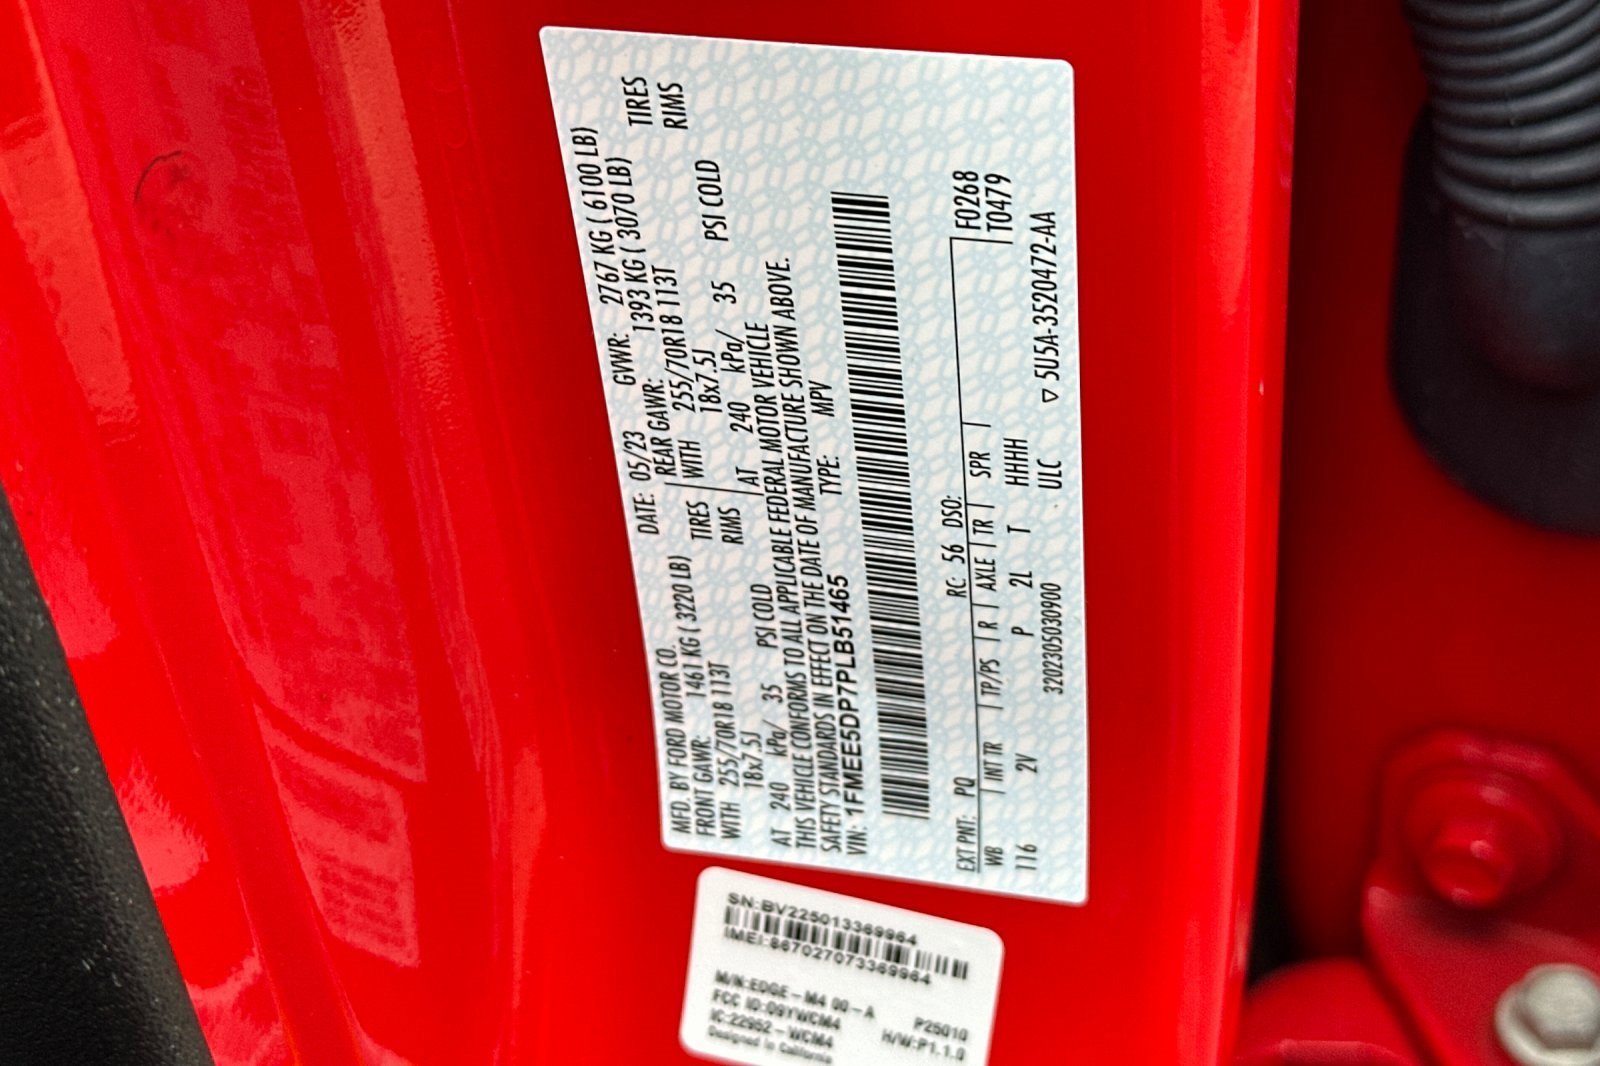 MFD. BY FORD MOTOR CO.
DATE: 05/23 GVWR: 2767 KG ( 6100 LB)
FRONT GAWR: 1461 KG ( 3220 LB) REAR GAWR: 1393 KG ( 3070 LB)
WITH 255/70R18 113T TIRES WITH 255/70R18 113T TIRES
18x7.5J RIMS 18x7.5J RIMS
AT 240 kPa/ 35 PSI COLD AT 240 kPa/ 35 PSI COLD
THIS VEHICLE CONFORMS TO ALL APPLICABLE FEDERAL MOTOR VEHICLE
SAFETY STANDARDS IN EFFECT ON THE DATE OF MANUFACTURE SHOWN ABOVE.
VIN: 1FMEE5DP7PLB51465 TYPE: MPV
EXT PNT: PQ RC: 56 DSO: F0268
WB INT TR TP/PS R AXLE TR SPR T0479
116 2V P 2L T HHHH
320230503090​0 ULC ▽ 5U5A-3520472-AA
SN:BV225013369964
IMEI:867027073369964
M/N:EDGE-M4 00-A
FCC ID:O9YWCM4 P25010
IC:22952-WCM4 H/W:P1.1.0
Designed in California